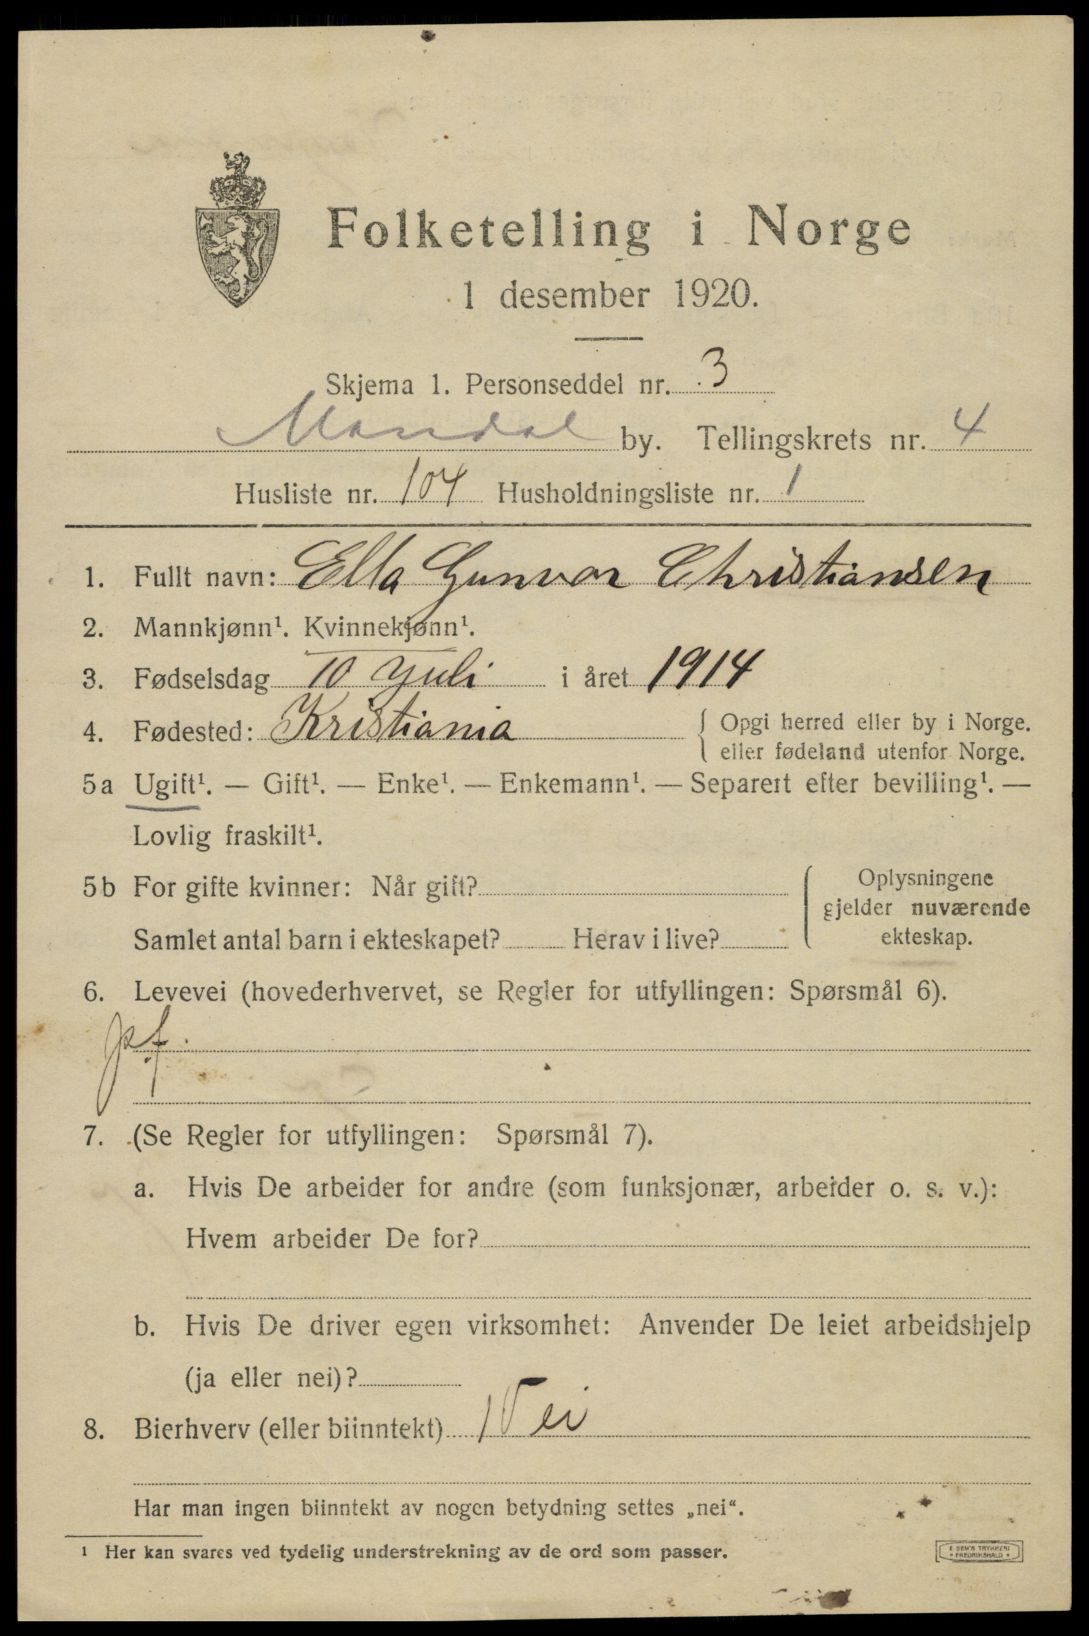 Folketelling i Norge
1 desember 1920.
Skjema 1. Personseddel nr. 3
Mandal by. Tellingskrets nr. 4
Husliste nr. 104 Husholdningsliste nr. 1
1. Fullt navn: Ella Gunvor Christiansen
2. Mannkjønn¹. Kvinnekjønn¹.
3. Fødselsdag 10 Juli i året 1914
4. Fødested: Kristiania { Opgi herred eller by i Norge.
eller fødeland utenfor Norge.
5a Ugift¹. — Gift¹. — Enke¹. — Enkemann¹. — Separert efter bevilling¹. —
Lovlig fraskilt¹.
5b For gifte kvinner: Når gift? { Oplysningene
gjelder nuværende
Samlet antal barn i ekteskapet? Herav i live? ekteskap.
6. Levevei (hovederhvervet, se Regler for utfyllingen: Spørsmål 6).
pf.
7. (Se Regler for utfyllingen: Spørsmål 7).
a. Hvis De arbeider for andre (som funksjonær, arbeider o. s. v.):
Hvem arbeider De for?
b. Hvis De driver egen virksomhet: Anvender De leiet arbeidshjelp
(ja eller nei)?
8. Bierhverv (eller biinntekt) Nei
Har man ingen biinntekt av nogen betydning settes „nei“.
¹ Her kan svares ved tydelig understrekning av de ord som passer.
E SEM'S TRYKKERI
• FREDRIKSHALD •